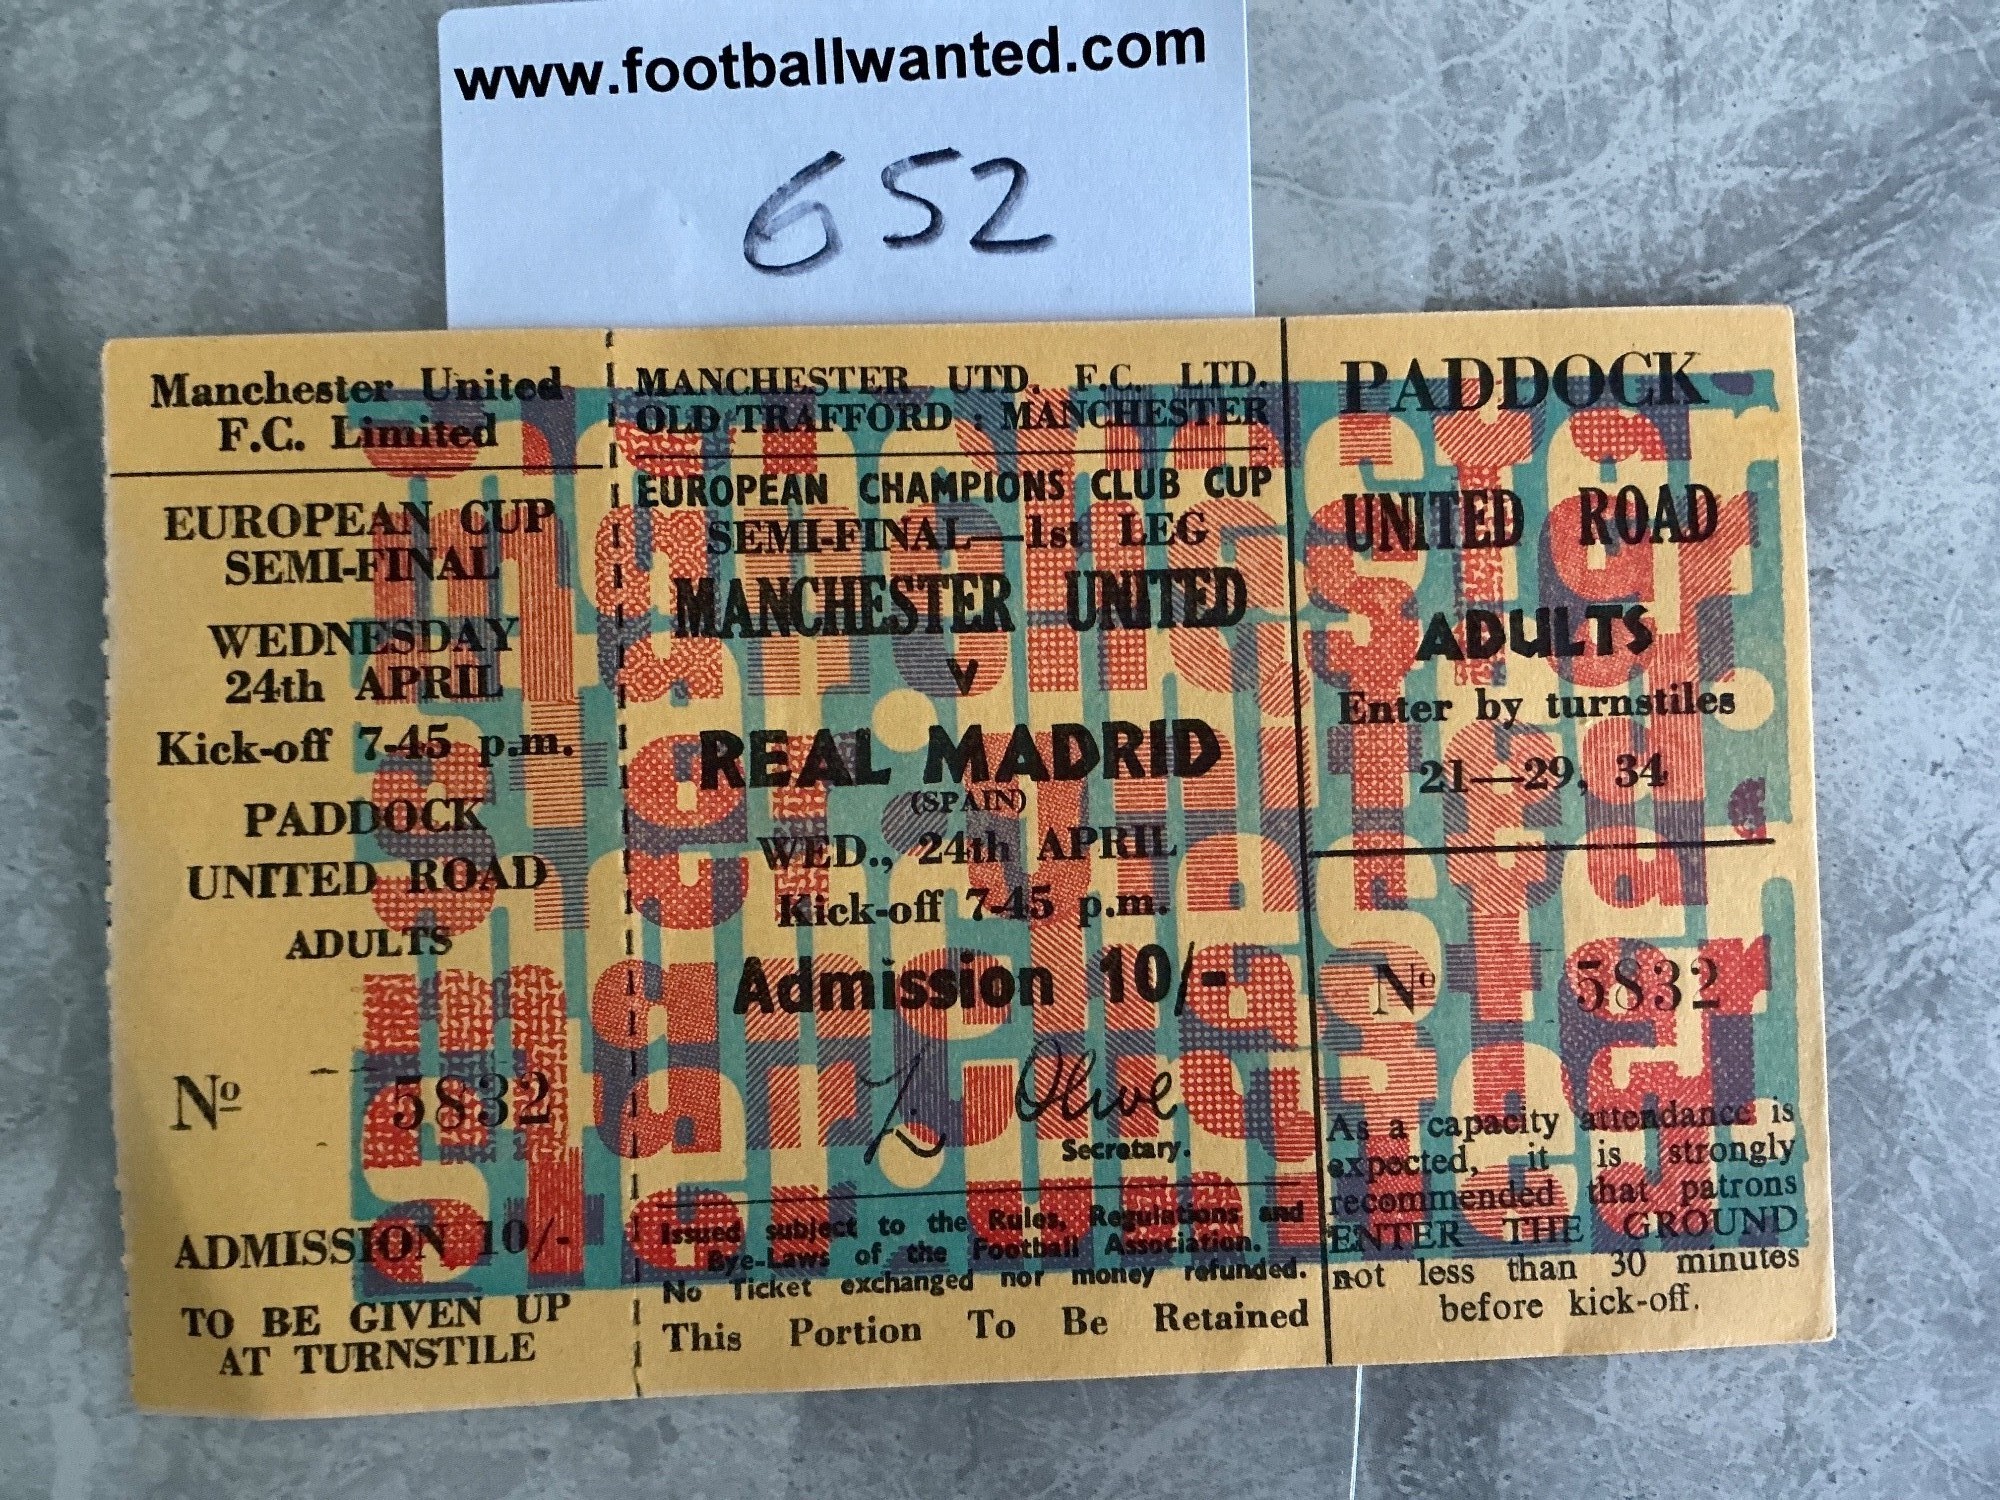 www.footballwanted.com
652
Manchester United
F.C. Limited
EUROPEAN CUP
SEMI-FINAL
WEDNESDAY
24th APRIL
Kick-off 7-45 p.m.
PADDOCK
UNITED ROAD
ADULTS
No 5832
ADMISSION 10/-
TO BE GIVEN UP
AT TURNSTILE
MANCHESTER UTD. F.C. LTD.
OLD TRAFFORD : MANCHESTER
EUROPEAN CHAMPIONS CLUB CUP
SEMI-FINAL—1st LEG
MANCHESTER UNITED
v
REAL MADRID
(SPAIN)
WED., 24th APRIL
Kick-off 7-45 p.m.
Admission 10/-
L. Olive
Secretary.
Issued subject to the Rules, Regulations and
Bye-Laws of the Football Association.
No Ticket exchanged nor money refunded.
This Portion To Be Retained
PADDOCK
UNITED ROAD
ADULTS
Enter by turnstiles
21—29, 34
No 5832
As a capacity attendance is
expected, it is strongly
recommended that patrons
ENTER THE GROUND
not less than 30 minutes
before kick-off.